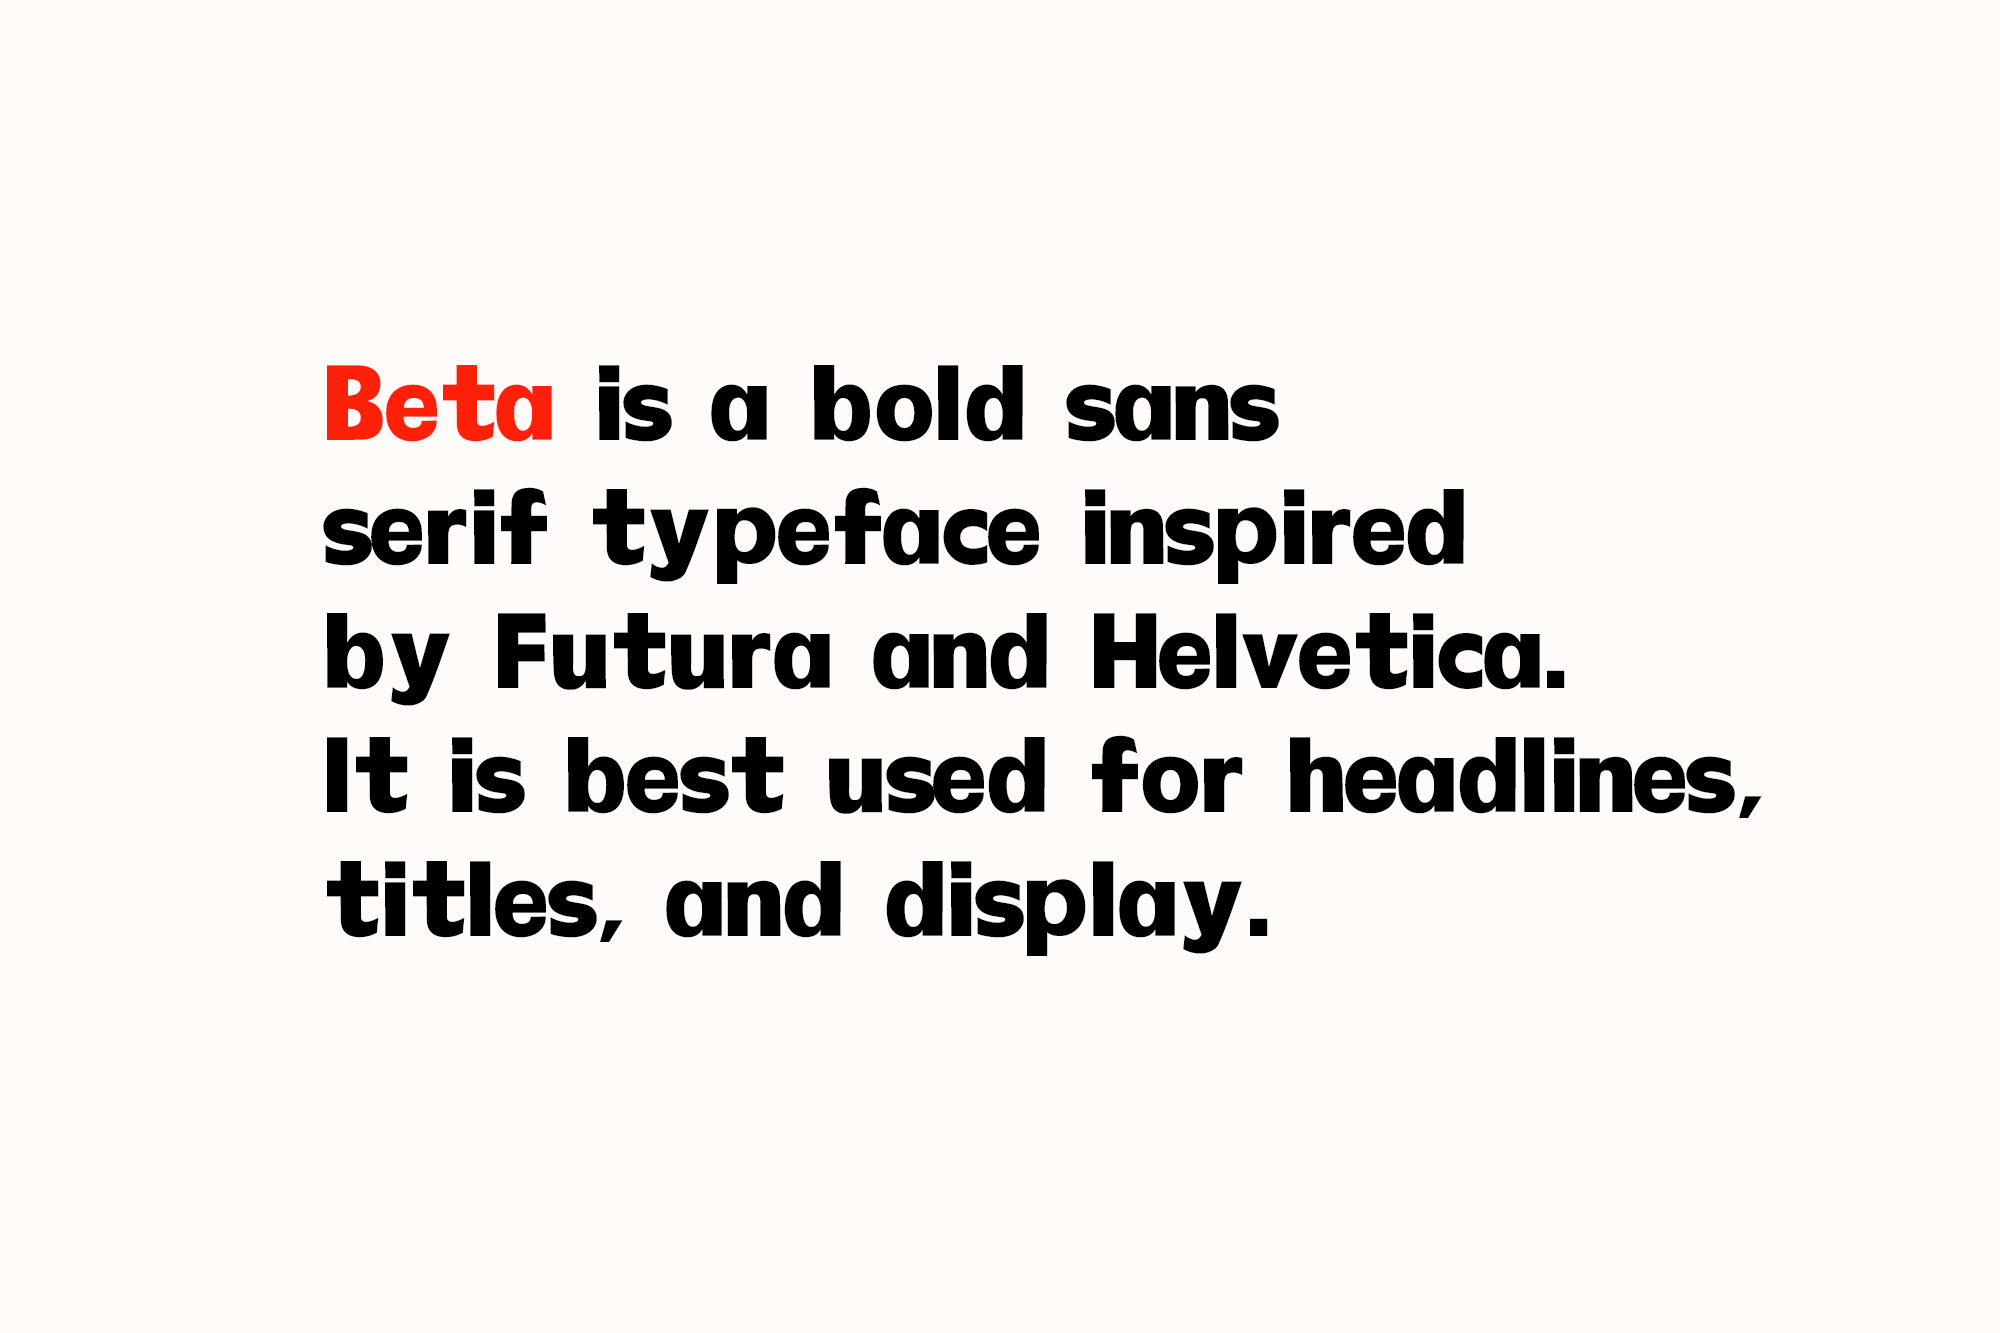 Beta is a bold sans
serif typeface inspired
by Futura and Helvetica.
It is best used for headlines,
titles, and display.